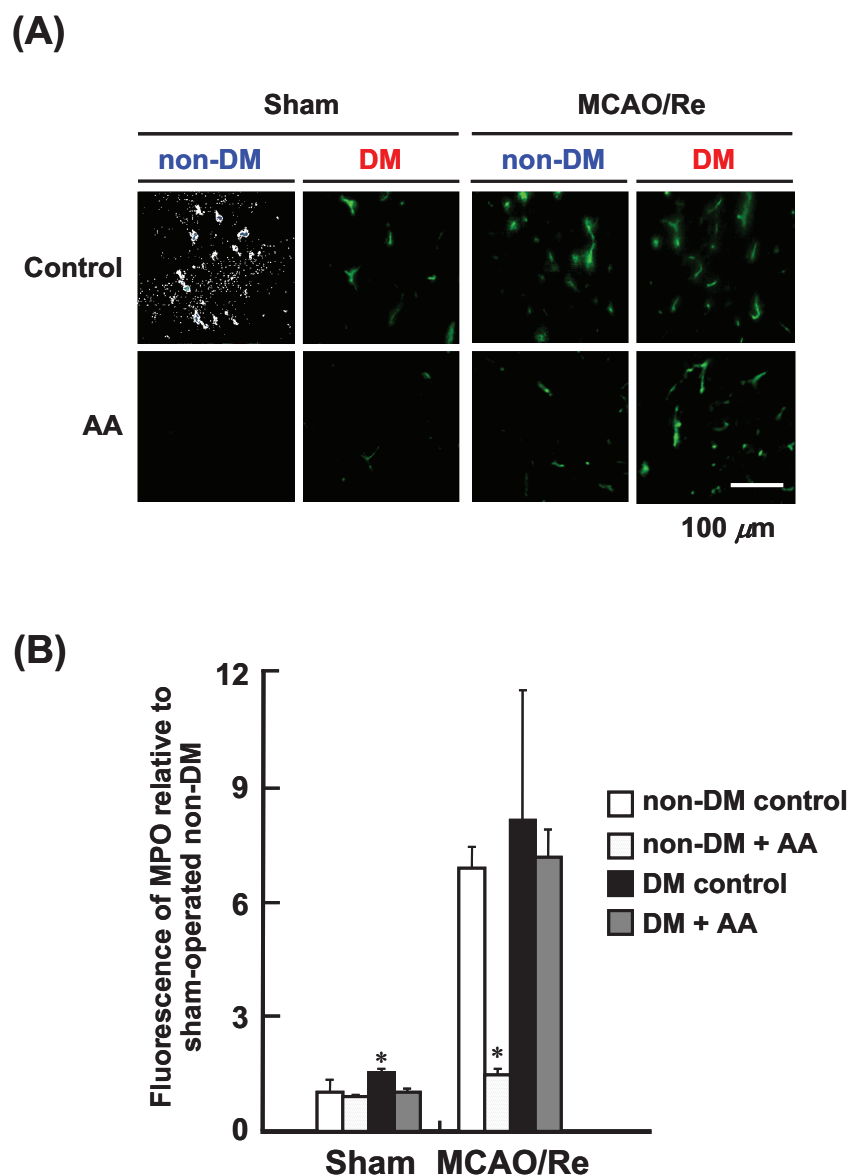 (A)
Sham MCAO/Re
non-DM DM non-DM DM
Control
AA
100 μm
(B)
Fluorescence of MPO relative to
sham-operated non-DM
12
9
6
3
0
*
*
Sham MCAO/Re
non-DM control
non-DM + AA
DM control
DM + AA